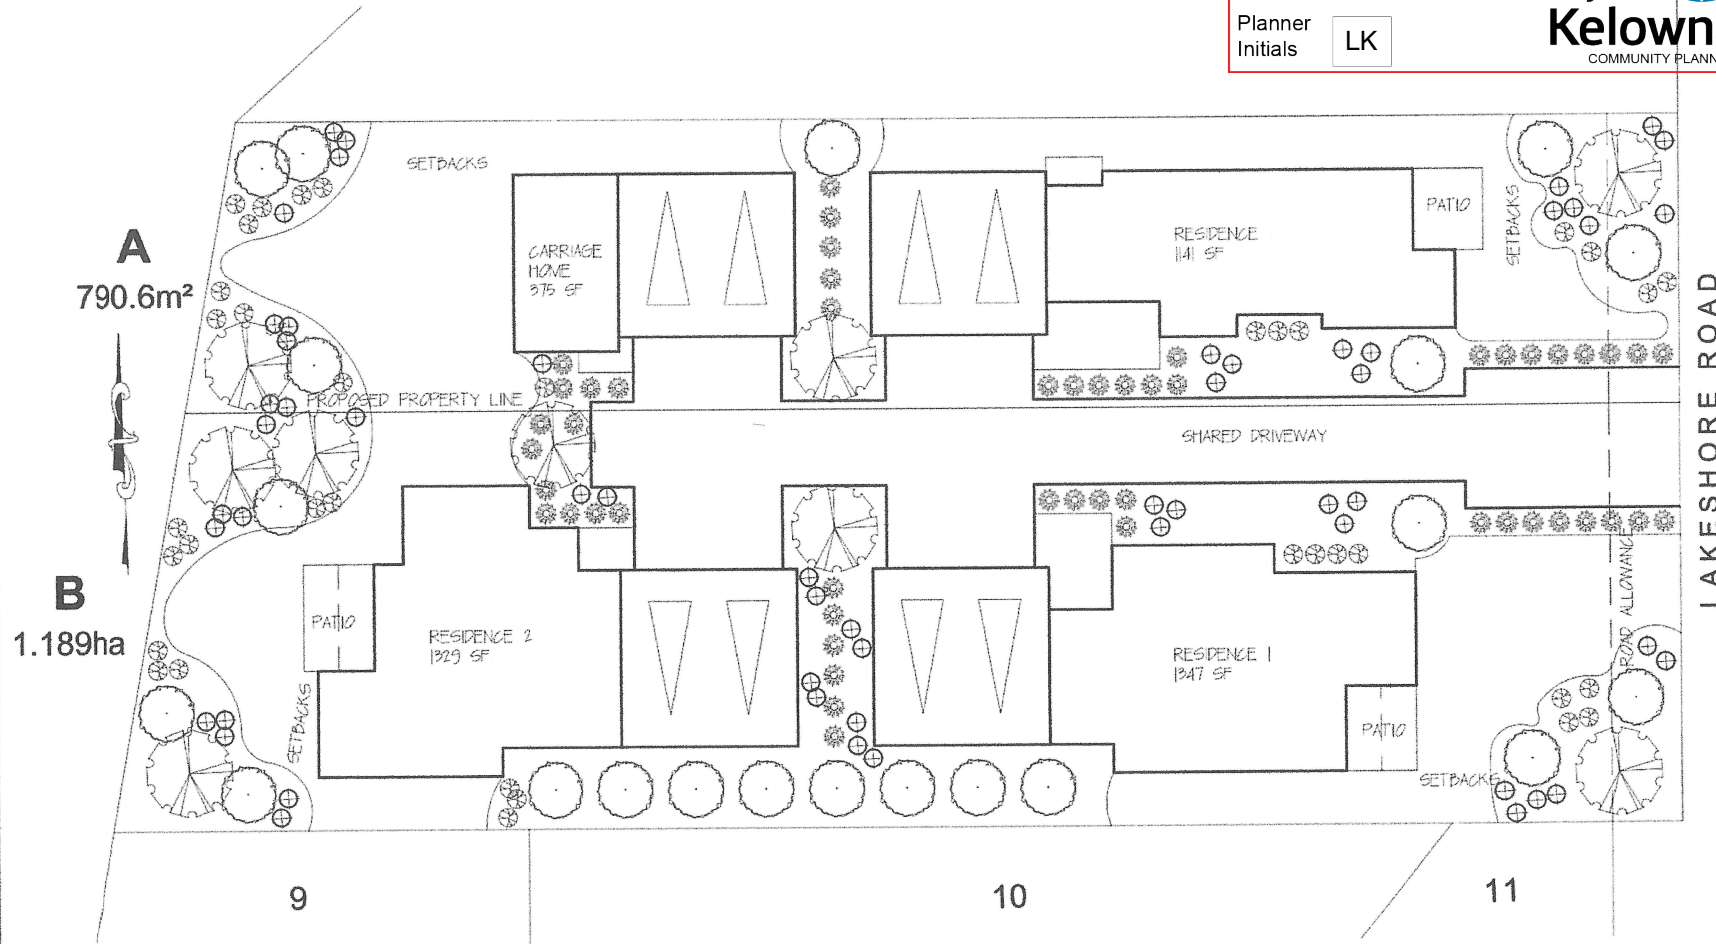 Planner
Initials
LK
Kelown
COMMUNITY PLANN
SETBACKS
A
790.6m²
CARRIAGE
HOVE
375 SF
RESIDENCE
1141 SF
PATIO
SETBACKS
LAKESHORE ROAD
PROPOSED PROPERTY LINE
SHARED DRIVEWAY
B
1.189ha
PATIO
RESIDENCE 2
1329 SF
SETBACKS
RESIDENCE 1
1347 SF
PATIO
ROAD ALLOWANCE
SETBACKS
9
10
11